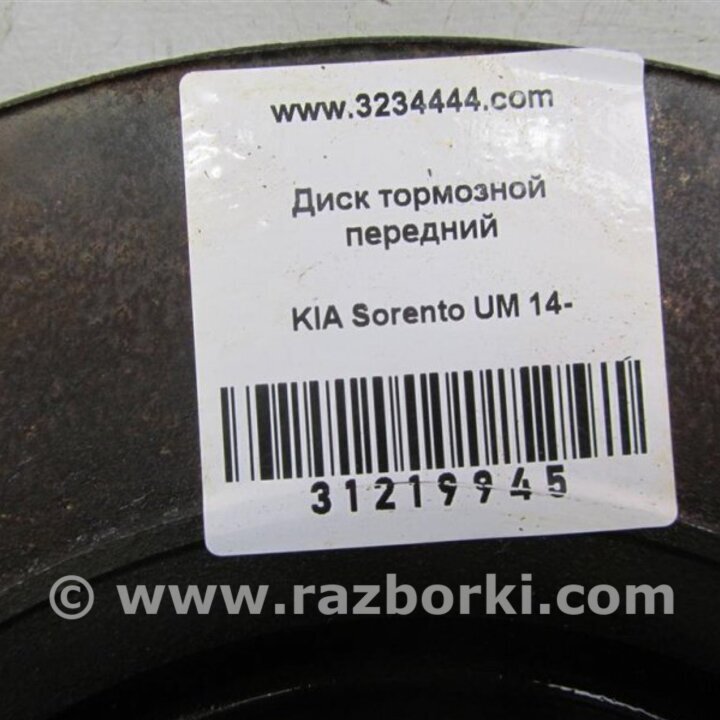 www.3234444.com
Диск тормозной
передний
KIA Sorento UM 14-
31219945
© www.razborki.com